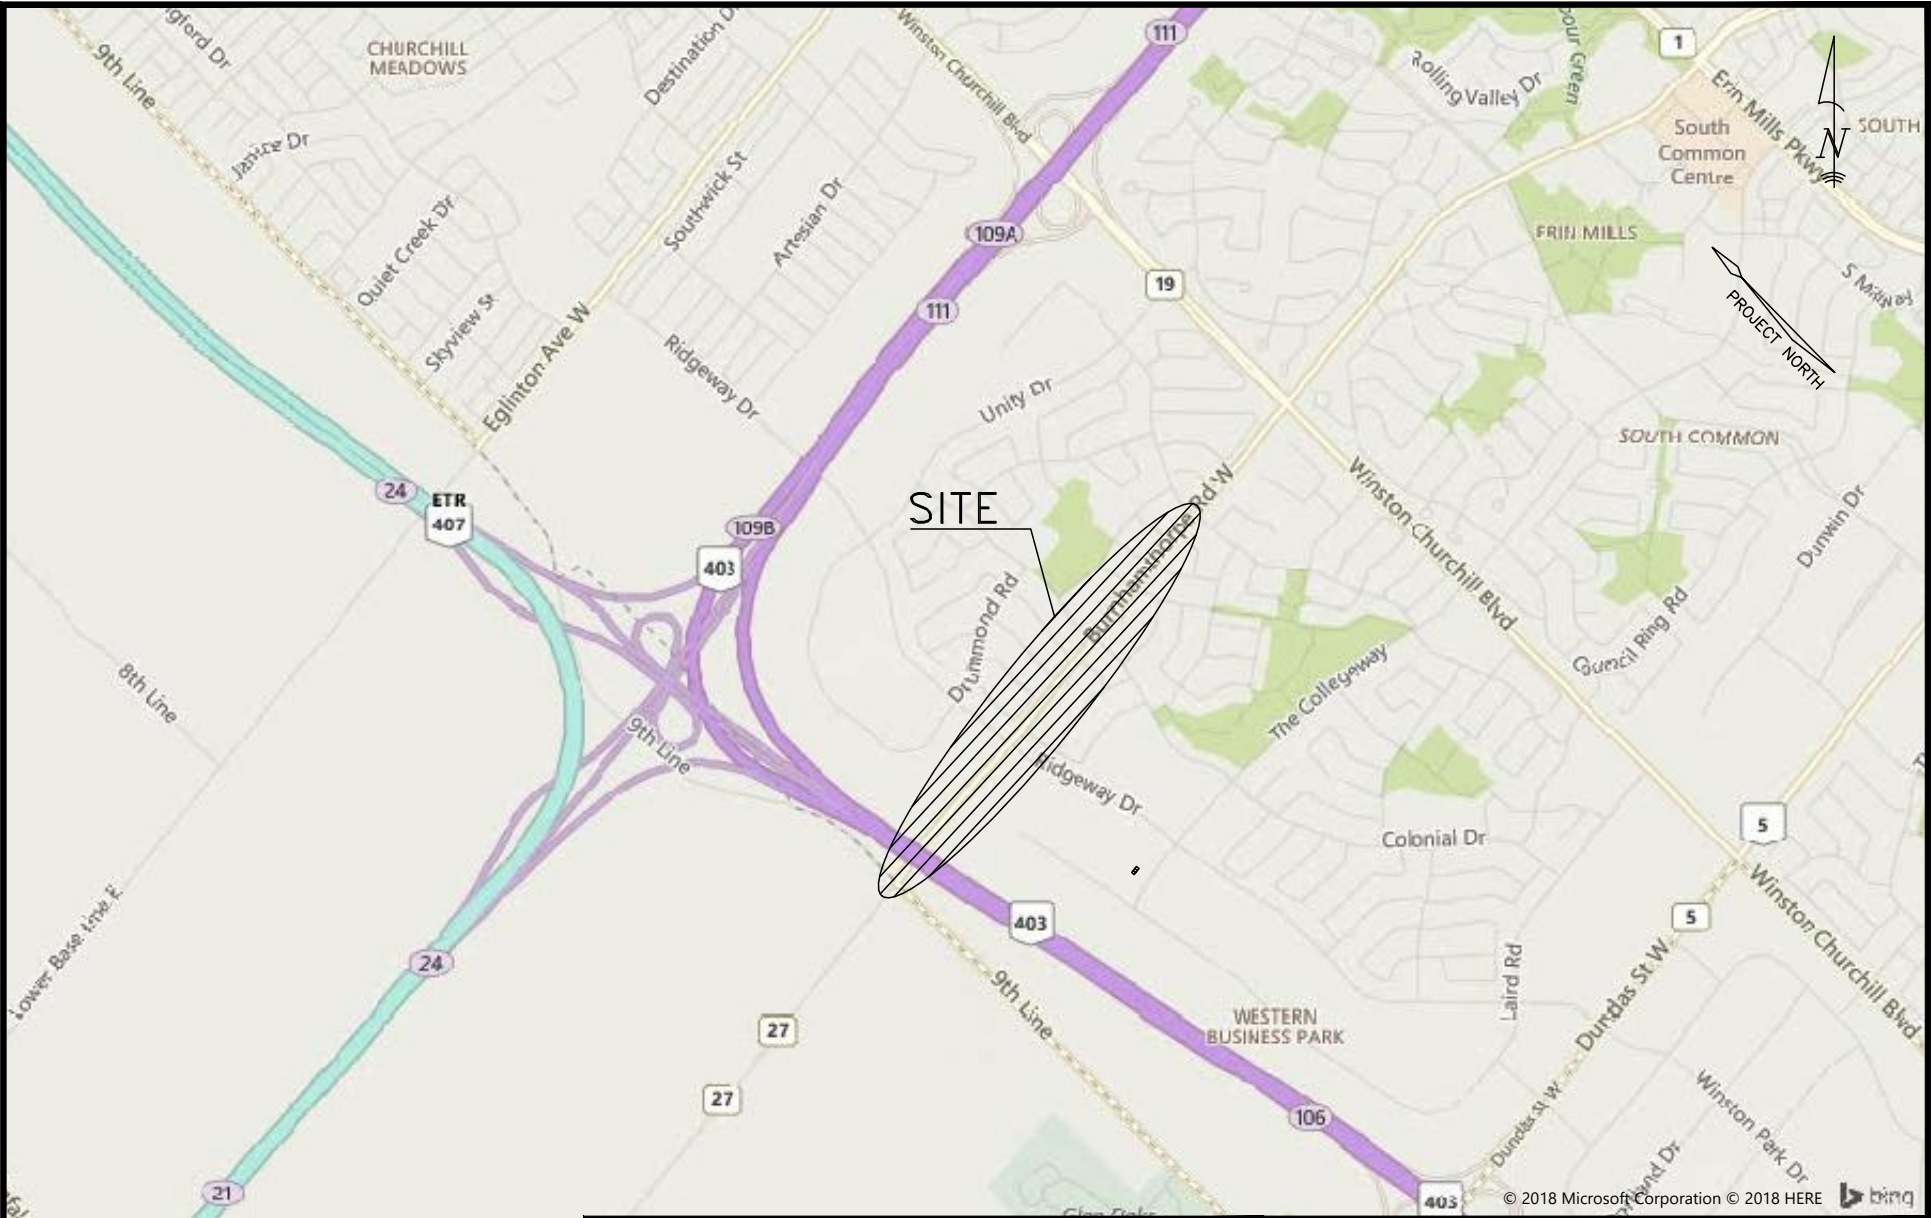 111
1
CHURCHILL
MEADOWS
9th Line
Destination D
Winston Churchill Blvd
Rolling Valley Dr
our Green
Erin Mills Pkwy
N
SOUTH
South
Common
Centre
Janice Dr
gford Dr
Southwick St
Artesian Dr
Quiet Creek Dr
Skyview St
109A
ERIN MILLS
19
S Millway
PROJECT NORTH
111
Eglinton Ave W
Ridgeway Dr
Unity Dr
SOUTH COMMON
24
ETR
407
109B
403
SITE
Burnhamthorpe Rd W
Winston Churchill Blvd
Dunwin Dr
Drummond Rd
Council Ring Rd
The Collegeway
8th Line
9th Line
Ridgeway Dr
Colonial Dr
5
Winston Churchill Blvd
5
403
Lower Base Line E
24
9th Line
Laird Rd
Dundas St W
WESTERN
BUSINESS PARK
27
27
106
Dundas St W
Winston Park Dr
land Dr
21
403
© 2018 Microsoft Corporation © 2018 HERE
bing